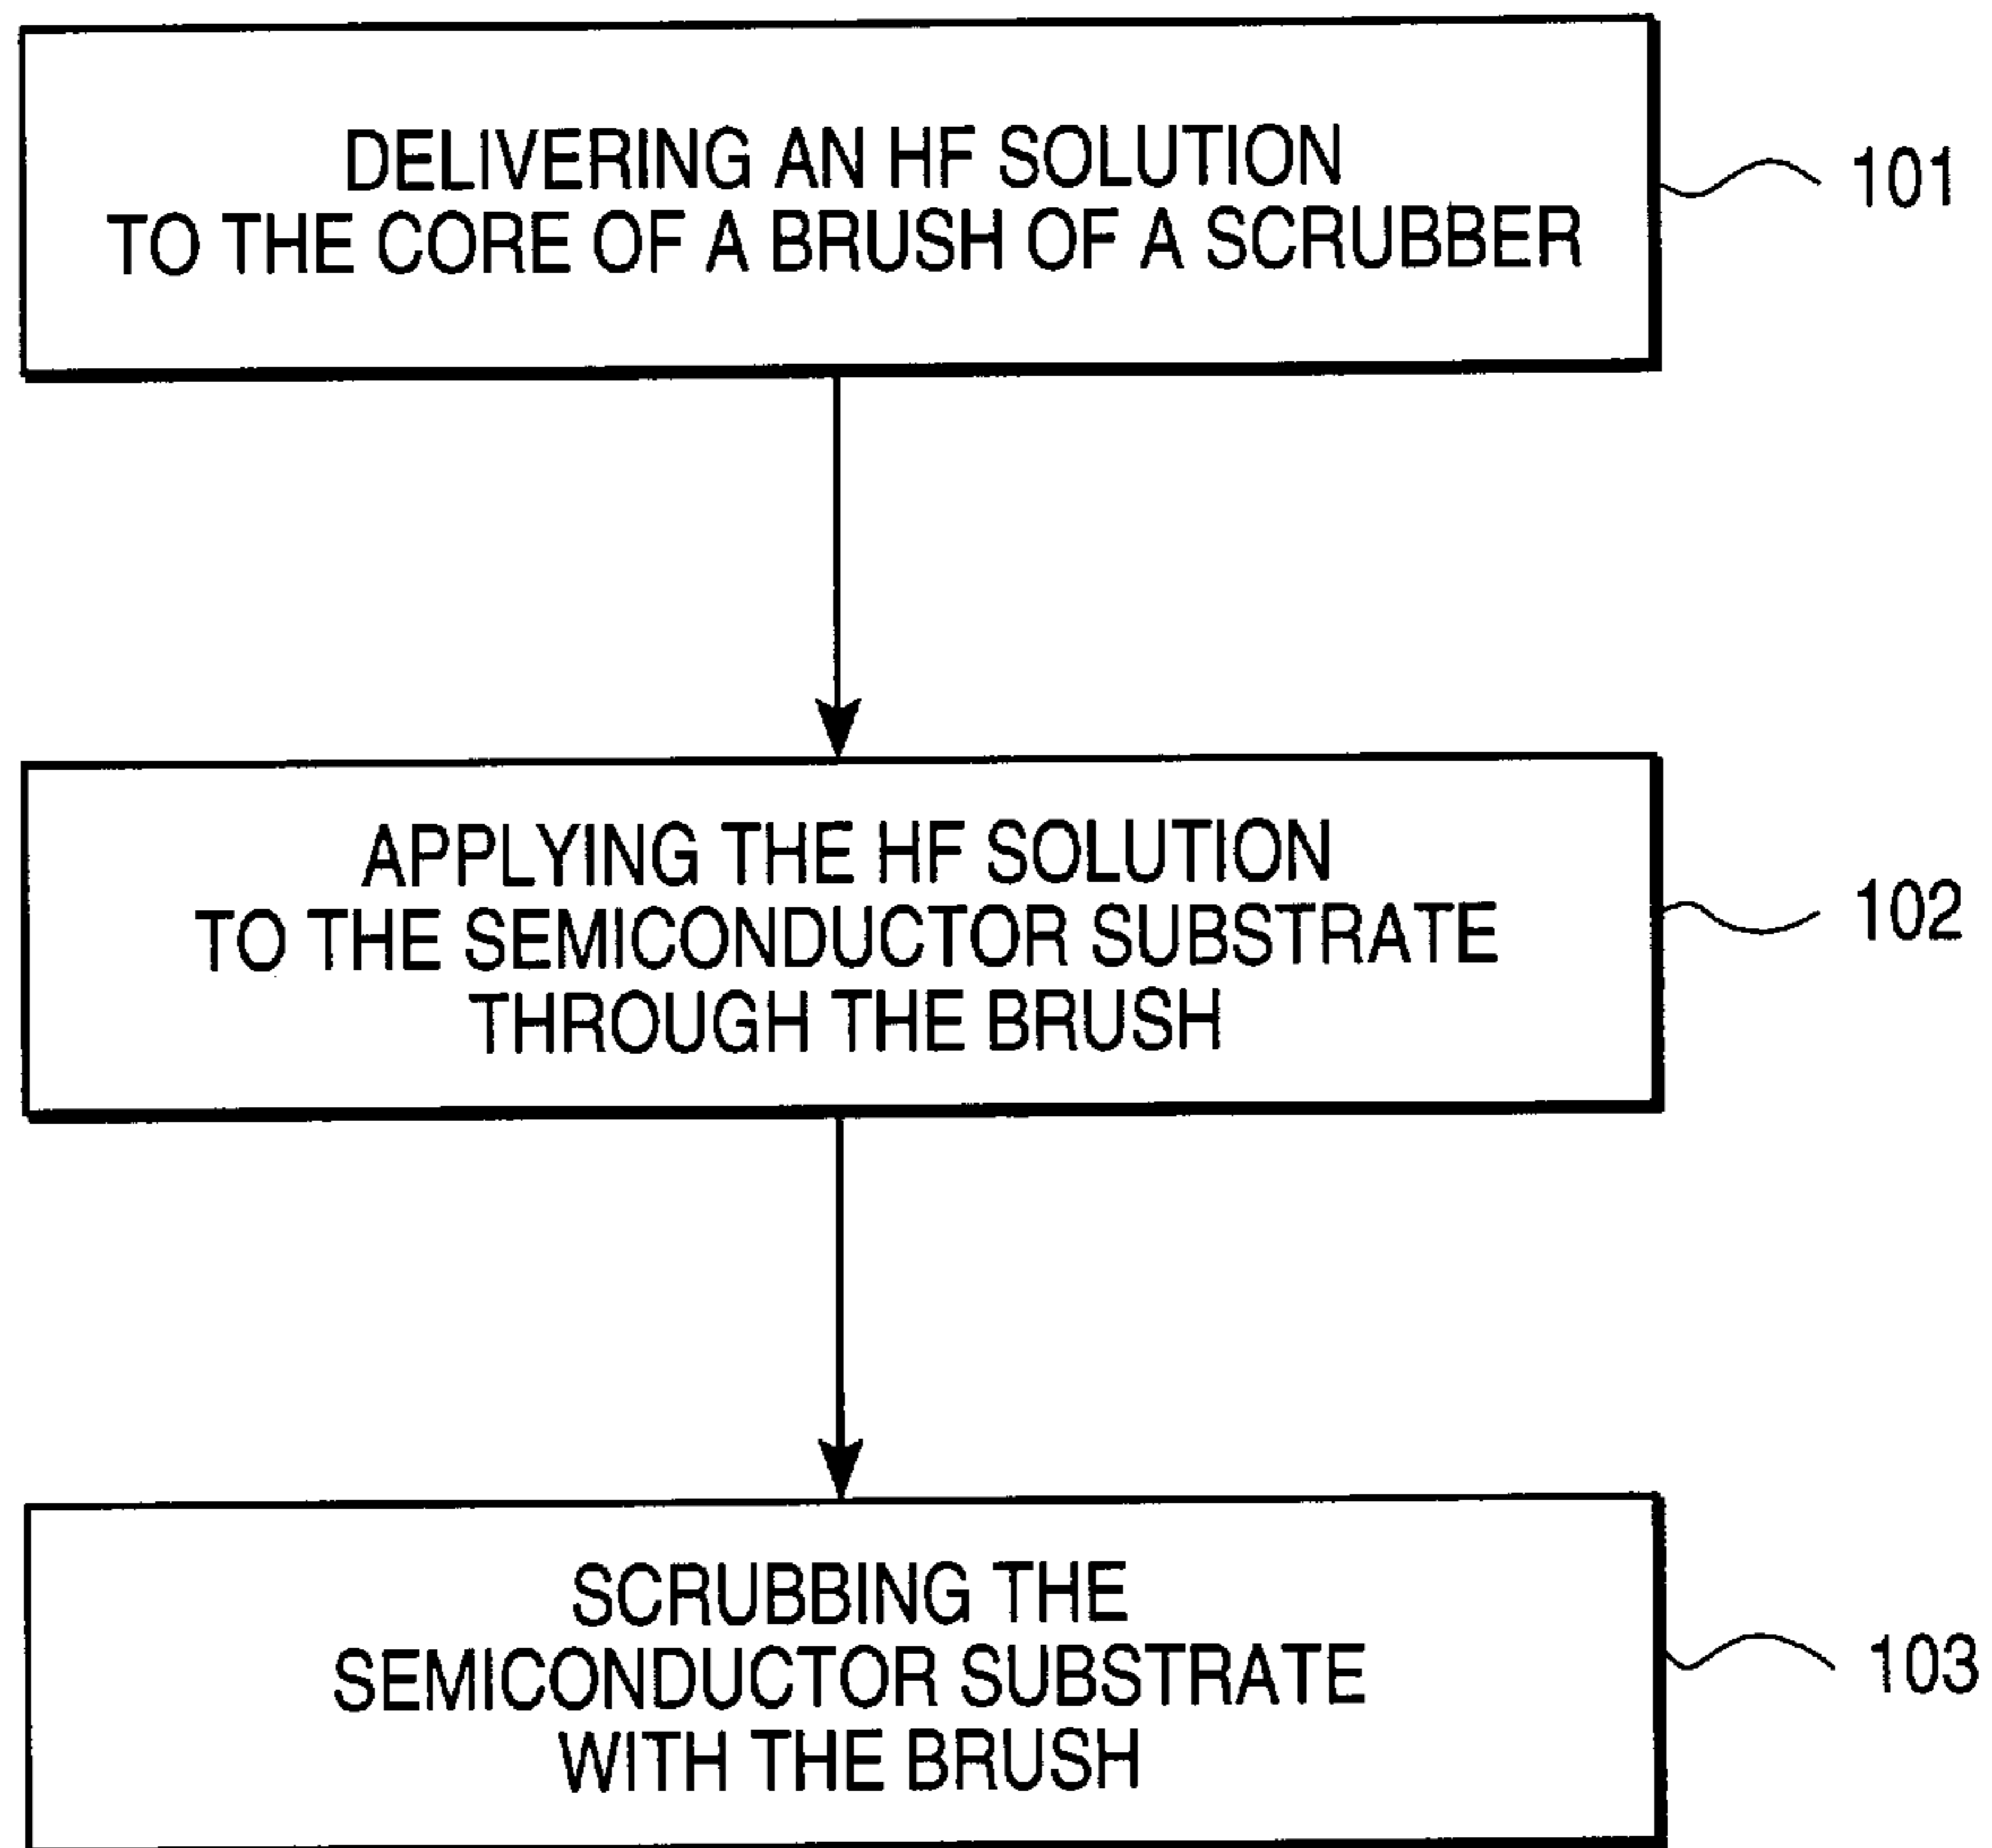 DELIVERING AN HF SOLUTION
TO THE CORE OF A BRUSH OF A SCRUBBER
101
APPLYING THE HF SOLUTION
TO THE SEMICONDUCTOR SUBSTRATE
THROUGH THE BRUSH
102
SCRUBBING THE
SEMICONDUCTOR SUBSTRATE
WITH THE BRUSH
103